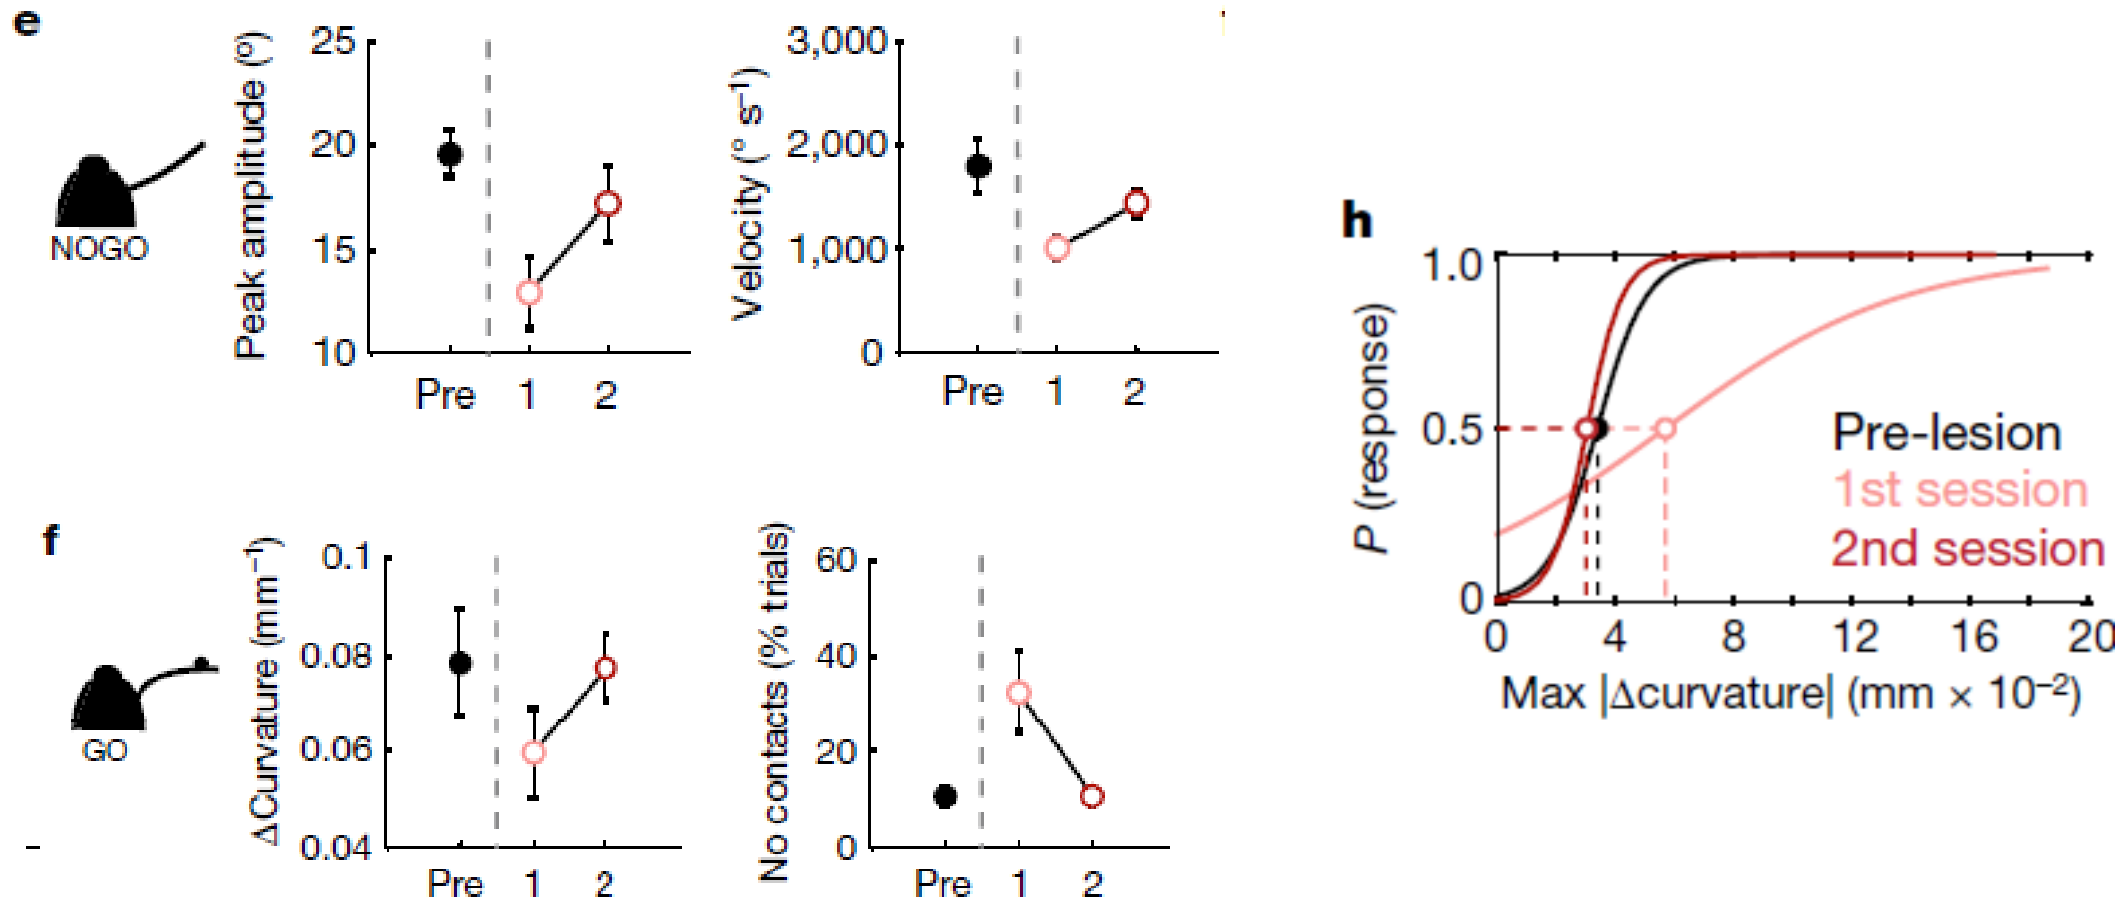 e
NOGO
Peak amplitude (º)
25
20
15
10
Pre 1 2
Velocity (º s⁻¹)
3,000
2,000
1,000
0
Pre 1 2
f
GO
ΔCurvature (mm⁻¹)
0.1
0.08
0.06
0.04
Pre 1 2
No contacts (% trials)
60
40
20
0
Pre 1 2
h
P (response)
1.0
0.5
0
Pre-lesion
1st session
2nd session
0 4 8 12 16 20
Max |Δcurvature| (mm × 10⁻²)